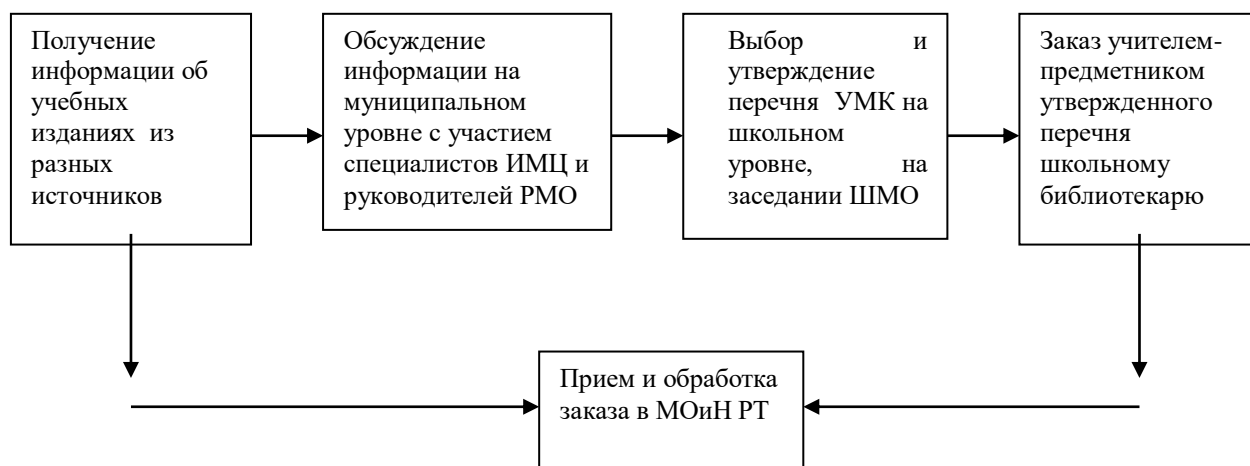 Получение
информации об
учебных
изданиях из
разных
источников
Обсуждение
информации на
муниципальном
уровне с участием
специалистов ИМЦ и
руководителей РМО
Выбор и
утверждение
перечня УМК на
школьном
уровне, на
заседании ШМО
Заказ учителем-
предметником
утвержденного
перечня
школьному
библиотекарю
Прием и обработка
заказа в МОиН РТ